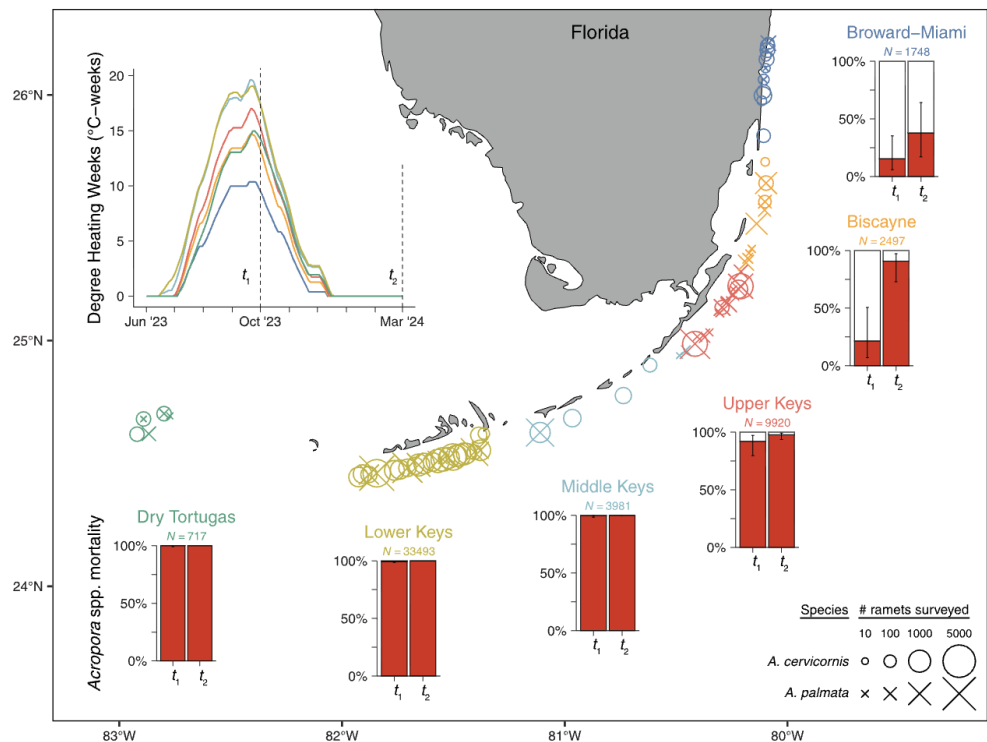 Florida
26°N
25°N
24°N
83°W
82°W
81°W
80°W
Degree Heating Weeks (°C–weeks)
20
15
10
5
0
t1
t2
Jun '23
Oct '23
Mar '24
Broward–Miami
N = 1748
100%
50%
0%
t1
t2
Biscayne
N = 2497
100%
50%
0%
t1
t2
Upper Keys
N = 9920
100%
50%
0%
t1
t2
Middle Keys
N = 3981
100%
50%
0%
t1
t2
Lower Keys
N = 33493
100%
50%
0%
t1
t2
Dry Tortugas
N = 717
100%
50%
0%
t1
t2
Acropora spp. mortality
Species # ramets surveyed
10 100 1000 5000
A. cervicornis
A. palmata